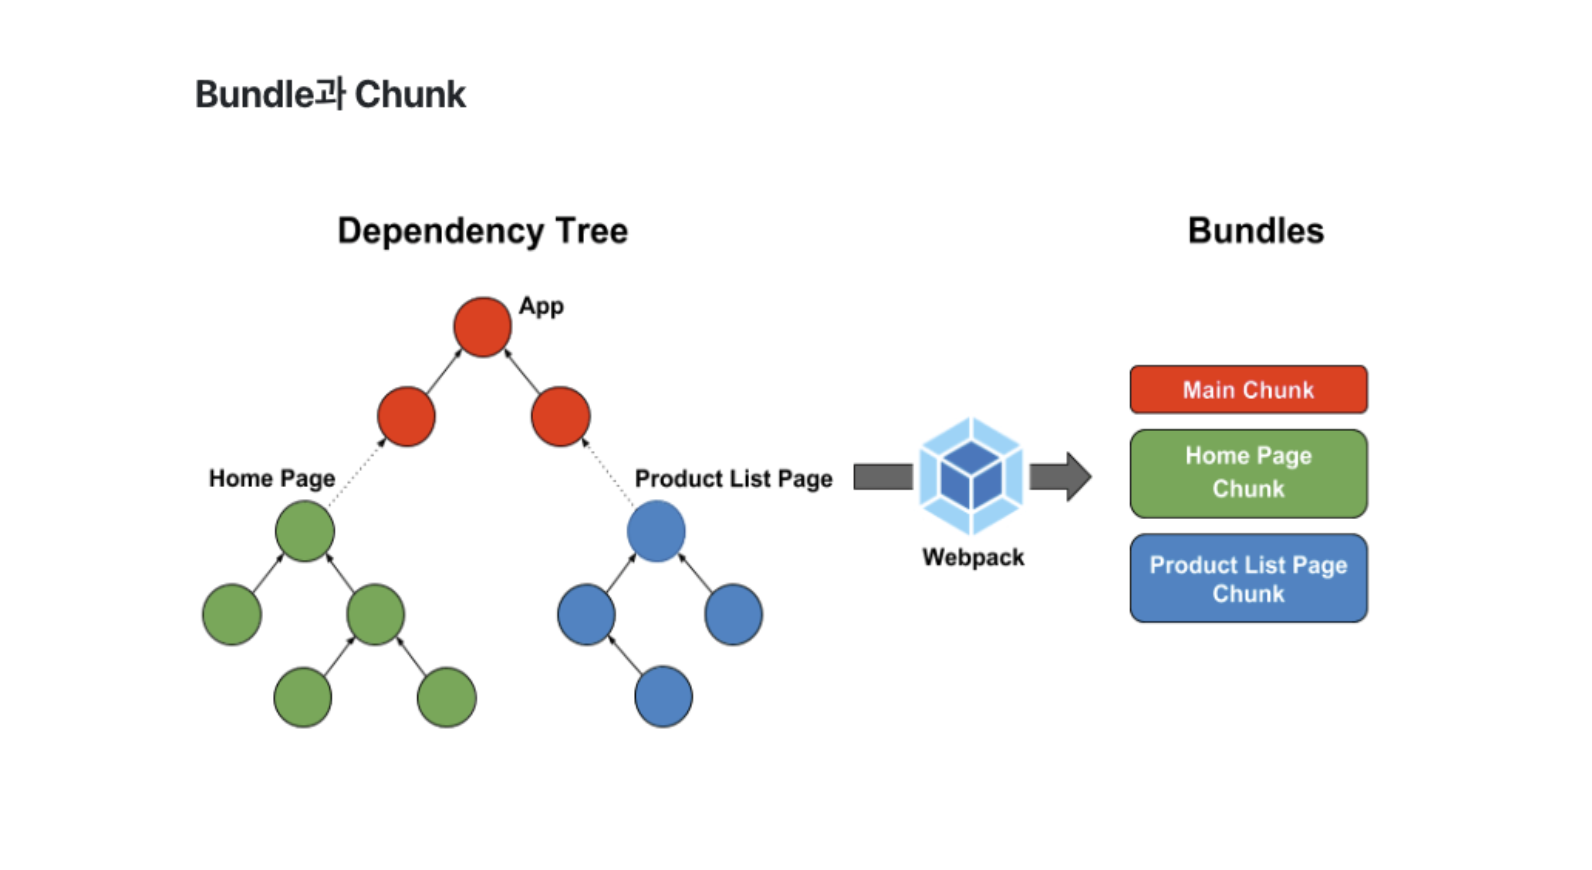 Bundle과 Chunk
Dependency Tree
Bundles
App
Main Chunk
Home Page
Chunk
Home Page
Product List Page
Webpack
Product List Page
Chunk